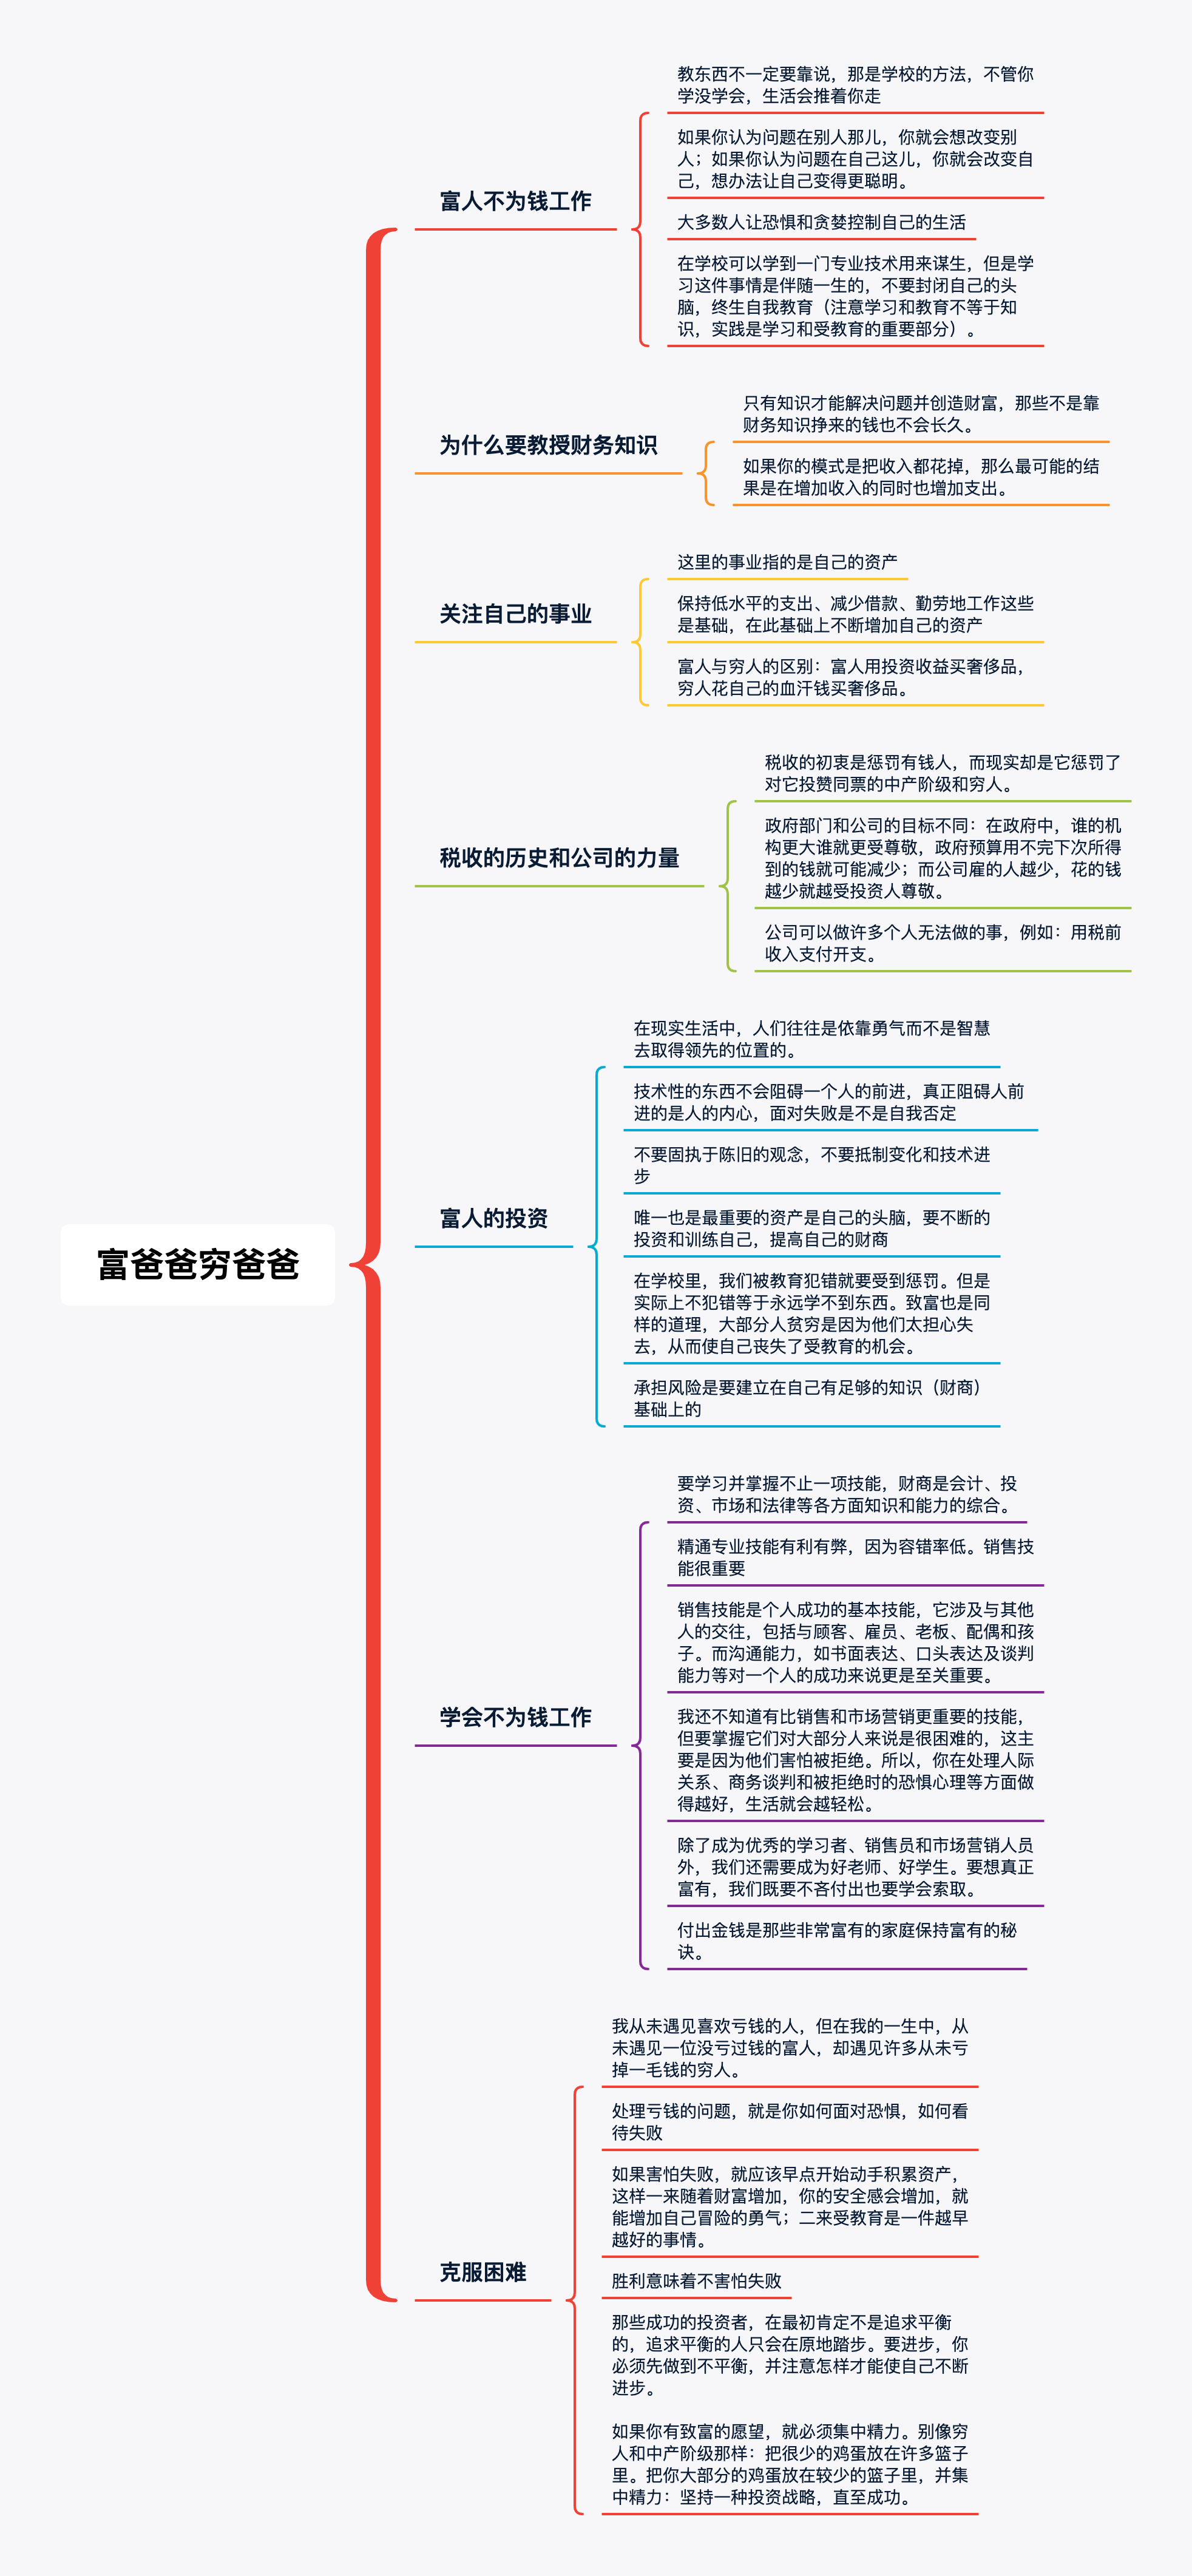 富爸爸穷爸爸
富人不为钱工作
教东西不一定要靠说，那是学校的方法，不管你
学没学会，生活会推着你走
如果你认为问题在别人那儿，你就会想改变别
人；如果你认为问题在自己这儿，你就会改变自
己，想办法让自己变得更聪明。
大多数人让恐惧和贪婪控制自己的生活
在学校可以学到一门专业技术用来谋生，但是学
习这件事情是伴随一生的，不要封闭自己的头
脑，终生自我教育（注意学习和教育不等于知
识，实践是学习和受教育的重要部分）。
为什么要教授财务知识
只有知识才能解决问题并创造财富，那些不是靠
财务知识挣来的钱也不会长久。
如果你的模式是把收入都花掉，那么最可能的结
果是在增加收入的同时也增加支出。
关注自己的事业
这里的事业指的是自己的资产
保持低水平的支出、减少借款、勤劳地工作这些
是基础，在此基础上不断增加自己的资产
富人与穷人的区别：富人用投资收益买奢侈品，
穷人花自己的血汗钱买奢侈品。
税收的历史和公司的力量
税收的初衷是惩罚有钱人，而现实却是它惩罚了
对它投赞同票的中产阶级和穷人。
政府部门和公司的目标不同：在政府中，谁的机
构更大谁就更受尊敬，政府预算用不完下次所得
到的钱就可能减少；而公司雇的人越少，花的钱
越少就越受投资人尊敬。
公司可以做许多个人无法做的事，例如：用税前
收入支付开支。
富人的投资
在现实生活中，人们往往是依靠勇气而不是智慧
去取得领先的位置的。
技术性的东西不会阻碍一个人的前进，真正阻碍人前
进的是人的内心，面对失败是不是自我否定
不要固执于陈旧的观念，不要抵制变化和技术进
步
唯一也是最重要的资产是自己的头脑，要不断的
投资和训练自己，提高自己的财商
在学校里，我们被教育犯错就要受到惩罚。但是
实际上不犯错等于永远学不到东西。致富也是同
样的道理，大部分人贫穷是因为他们太担心失
去，从而使自己丧失了受教育的机会。
承担风险是要建立在自己有足够的知识（财商）
基础上的
学会不为钱工作
要学习并掌握不止一项技能，财商是会计、投
资、市场和法律等各方面知识和能力的综合。
精通专业技能有利有弊，因为容错率低。销售技
能很重要
销售技能是个人成功的基本技能，它涉及与其他
人的交往，包括与顾客、雇员、老板、配偶和孩
子。而沟通能力，如书面表达、口头表达及谈判
能力等对一个人的成功来说更是至关重要。
我还不知道有比销售和市场营销更重要的技能，
但要掌握它们对大部分人来说是很困难的，这主
要是因为他们害怕被拒绝。所以，你在处理人际
关系、商务谈判和被拒绝时的恐惧心理等方面做
得越好，生活就会越轻松。
除了成为优秀的学习者、销售员和市场营销人员
外，我们还需要成为好老师、好学生。要想真正
富有，我们既要不吝付出也要学会索取。
付出金钱是那些非常富有的家庭保持富有的秘
诀。
克服困难
我从未遇见喜欢亏钱的人，但在我的一生中，从
未遇见一位没亏过钱的富人，却遇见许多从未亏
掉一毛钱的穷人。
处理亏钱的问题，就是你如何面对恐惧，如何看
待失败
如果害怕失败，就应该早点开始动手积累资产，
这样一来随着财富增加，你的安全感会增加，就
能增加自己冒险的勇气；二来受教育是一件越早
越好的事情。
胜利意味着不害怕失败
那些成功的投资者，在最初肯定不是追求平衡
的，追求平衡的人只会在原地踏步。要进步，你
必须先做到不平衡，并注意怎样才能使自己不断
进步。
如果你有致富的愿望，就必须集中精力。别像穷
人和中产阶级那样：把很少的鸡蛋放在许多篮子
里。把你大部分的鸡蛋放在较少的篮子里，并集
中精力：坚持一种投资战略，直至成功。